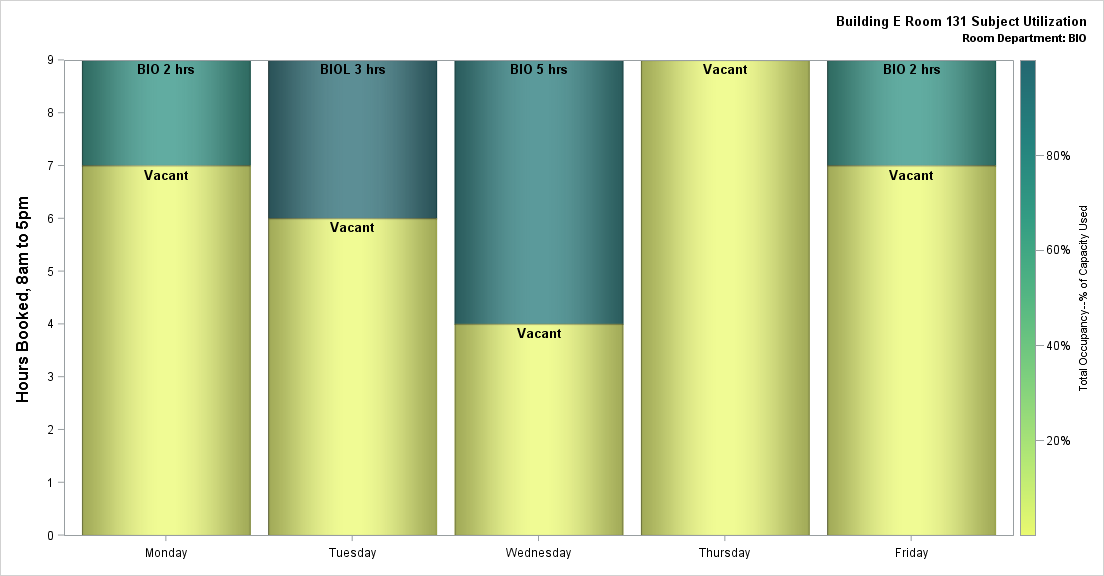 Building E Room 131 Subject Utilization
Room Department: BIO
Hours Booked, 8am to 5pm
9
8
7
6
5
4
3
2
1
0
BIO 2 hrs
Vacant
BIOL 3 hrs
Vacant
BIO 5 hrs
Vacant
Vacant
BIO 2 hrs
Vacant
Monday
Tuesday
Wednesday
Thursday
Friday
80%
60%
40%
20%
Total Occupancy--% of Capacity Used